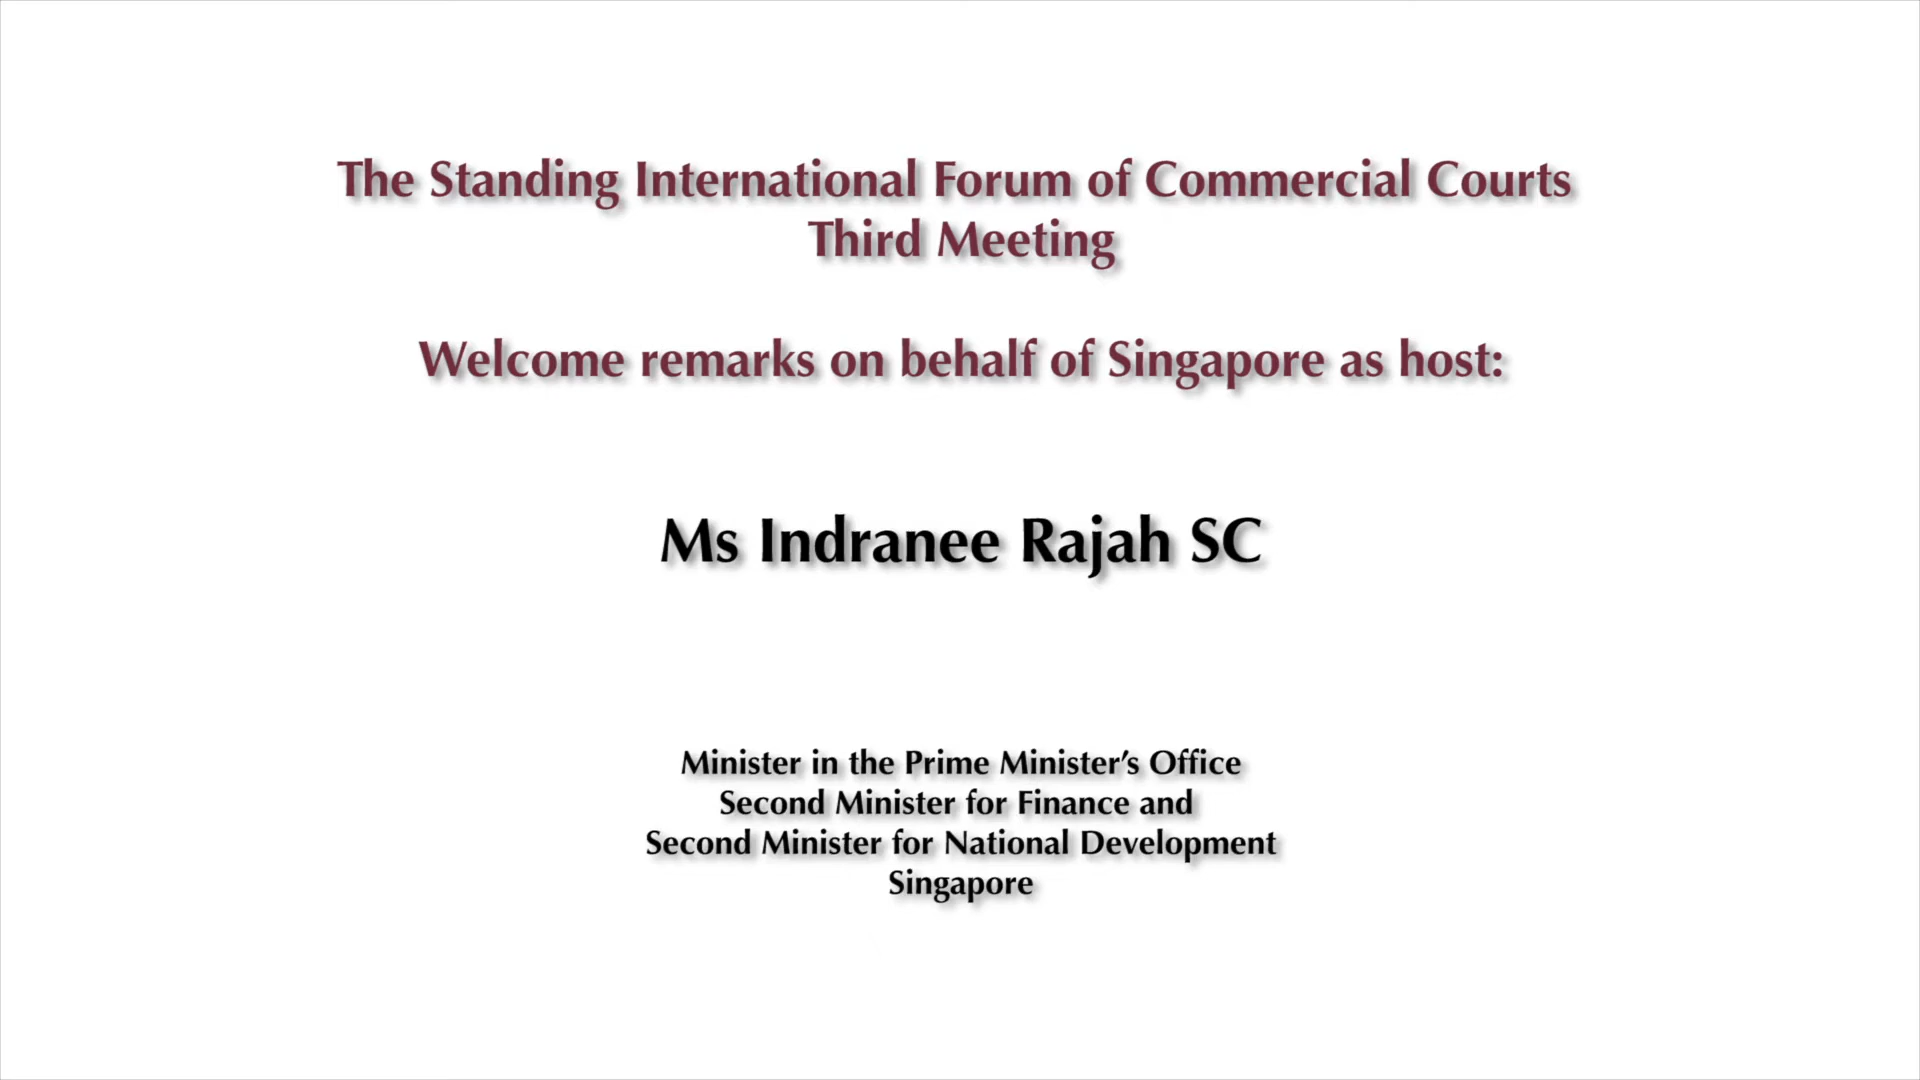 The Standing International Forum of Commercial Courts
Third Meeting
Welcome remarks on behalf of Singapore as host:
Ms Indranee Rajah SC
Minister in the Prime Minister’s Office
Second Minister for Finance and
Second Minister for National Development
Singapore